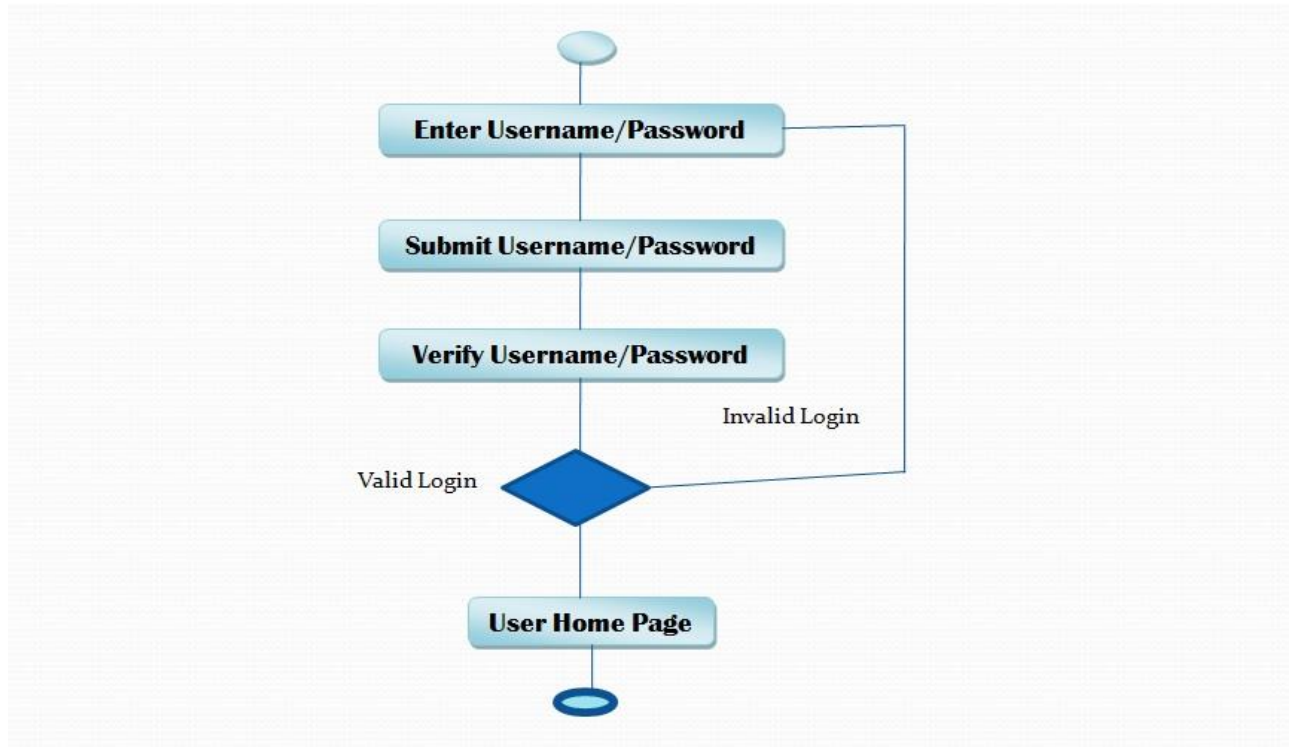 Enter Username/Password
Submit Username/Password
Verify Username/Password
Invalid Login
Valid Login
User Home Page